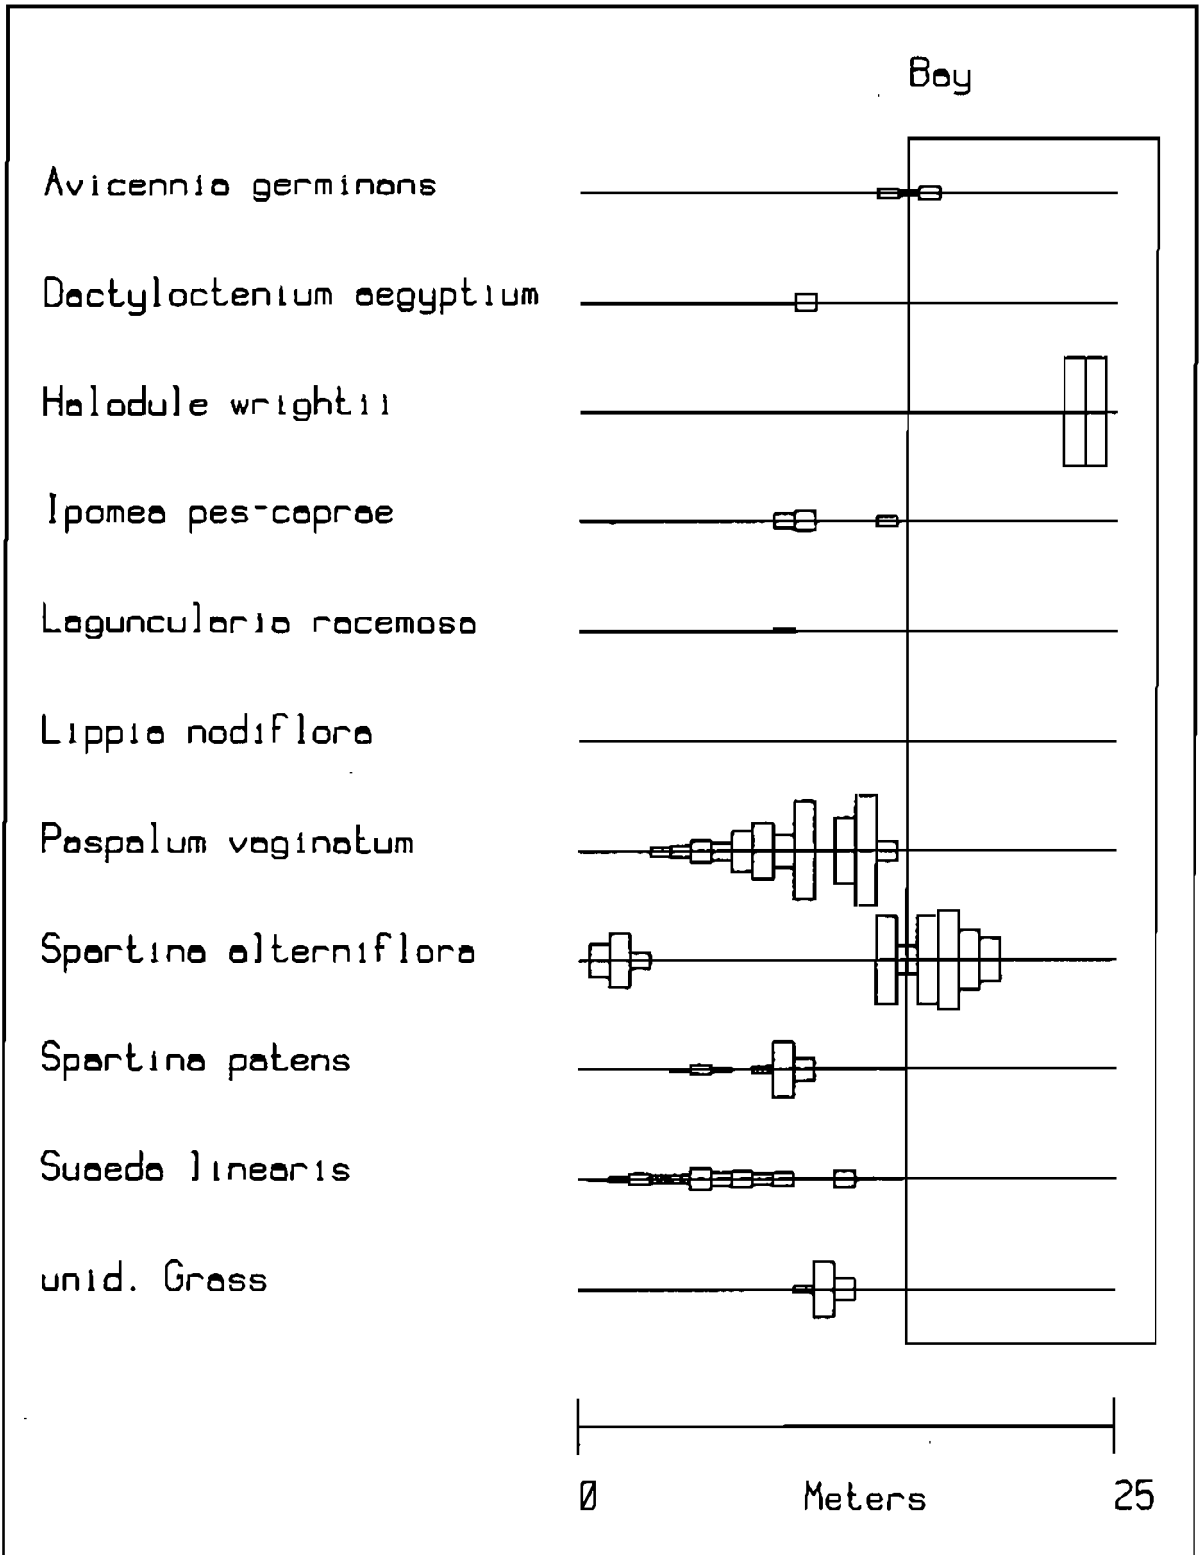 Bay
Avicennia germinans
Dactyloctenium aegyptium
Halodule wrightii
Ipomea pes-caprae
Laguncularia racemosa
Lippia nodiflora
Paspalum vaginatum
Spartina alterniflora
Spartina patens
Suaeda linearis
unid. Grass
0 Meters 25